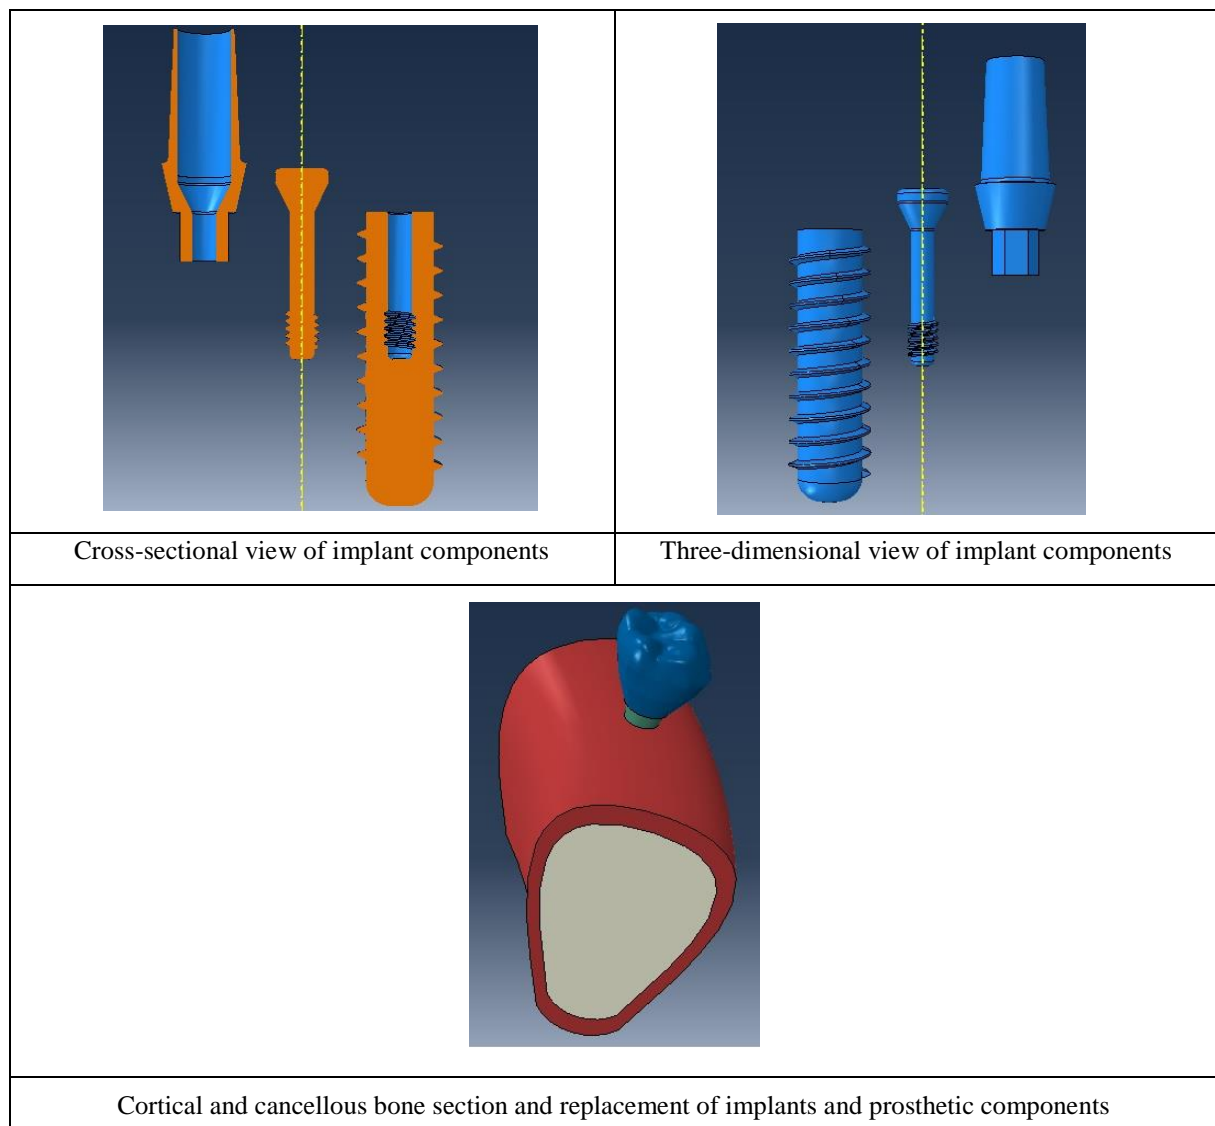 Cross-sectional view of implant components
Three-dimensional view of implant components
Cortical and cancellous bone section and replacement of implants and prosthetic components